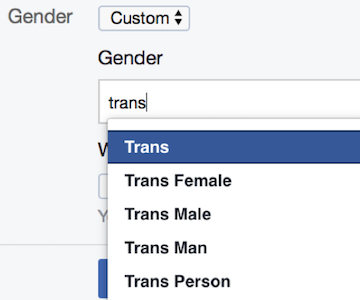 Gender Custom
Gender
trans
Trans
Trans Female
Trans Male
Trans Man
Trans Person